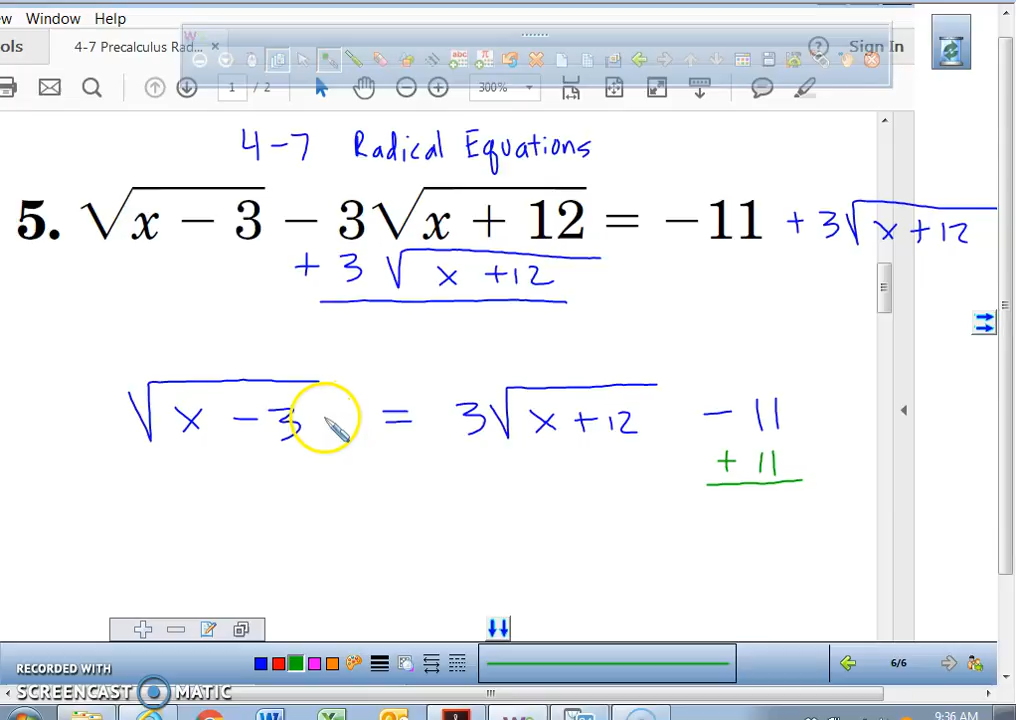 Window Help
4-7 Precalculus Rad... × Sign In
1 / 2 300%
4-7 Radical Equations
5. √(x − 3) − 3√(x + 12) = −11 + 3√(x + 12)
+ 3√(x + 12)
√(x − 3) = 3√(x + 12) − 11
+ 11
RECORDED WITH
SCREENCAST MATIC
6/6
9:36 AM